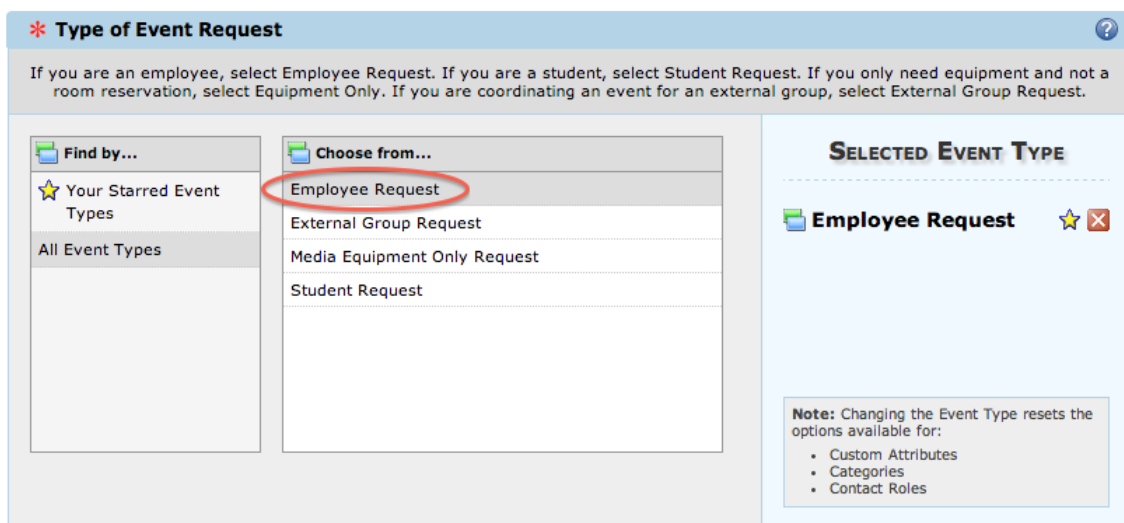 * Type of Event Request
?
If you are an employee, select Employee Request. If you are a student, select Student Request. If you only need equipment and not a
room reservation, select Equipment Only. If you are coordinating an event for an external group, select External Group Request.
Find by...
Your Starred Event
Types
All Event Types
Choose from...
Employee Request
External Group Request
Media Equipment Only Request
Student Request
Selected Event Type
Employee Request
Note: Changing the Event Type resets the
options available for:
• Custom Attributes
• Categories
• Contact Roles